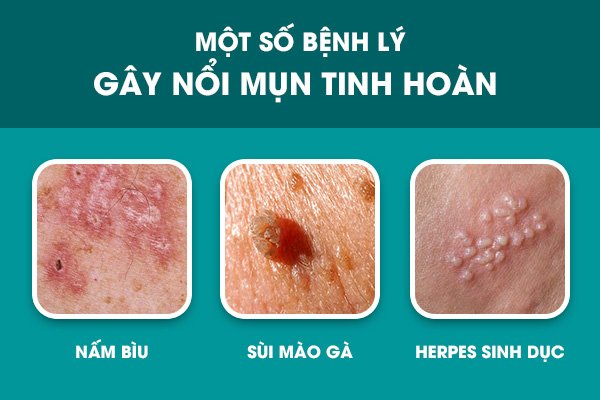 MỘT SỐ BỆNH LÝ
GÂY NỔI MỤN TINH HOÀN
NẤM BÌU
SÙI MÀO GÀ
HERPES SINH DỤC